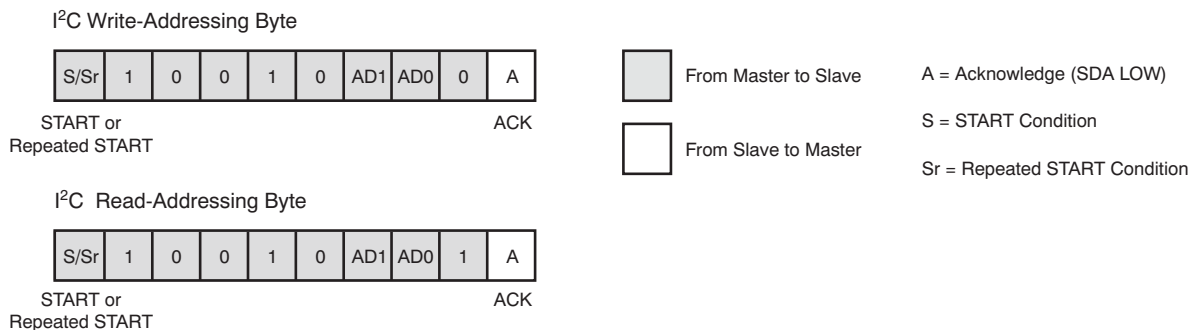 I²C Write-Addressing Byte
S/Sr 1 0 0 1 0 AD1 AD0 0 A
START or
Repeated START
ACK
I²C Read-Addressing Byte
S/Sr 1 0 0 1 0 AD1 AD0 1 A
START or
Repeated START
ACK
From Master to Slave
From Slave to Master
A = Acknowledge (SDA LOW)
S = START Condition
Sr = Repeated START Condition